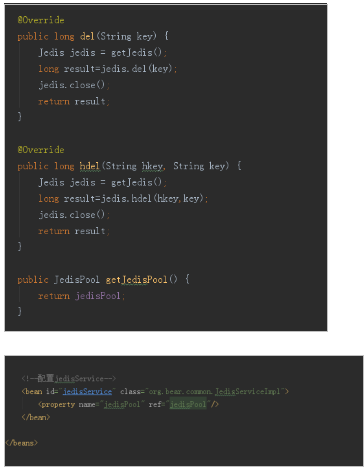 @Override
public long del(String key) {
Jedis jedis = getJedis();
long result=jedis.del(key);
jedis.close();
return result;
}
@Override
public long hdel(String hkey, String key) {
Jedis jedis = getJedis();
long result=jedis.hdel(hkey,key);
jedis.close();
return result;
}
public JedisPool getJedisPool() {
return jedisPool;
}
<!--配置jedisService-->
<bean id="jedisService" class="org.bear.common.JedisServiceImpl">
<property name="jedisPool" ref="jedisPool"/>
</bean>
</beans>